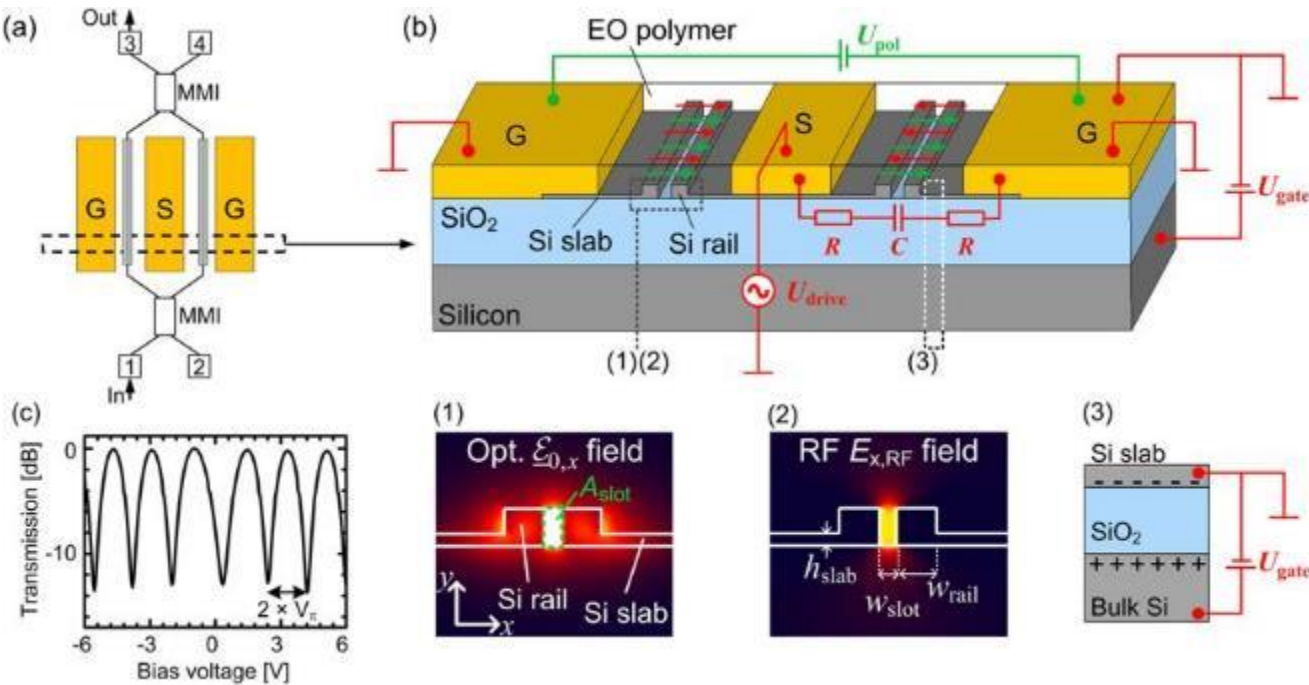 (a)
Out
3
4
MMI
G
S
G
MMI
1
2
In
(b)
EO polymer
U_pol
G
S
G
SiO₂
Si slab
Si rail
R
C
R
U_gate
U_drive
Silicon
(1)
(2)
(3)
(c)
Transmission [dB]
0
-10
2 × V_π
-6
-3
0
3
6
Bias voltage [V]
(1)
Opt. Ɛ_0,x field
A_slot
Si rail
Si slab
y
x
(2)
RF E_x,RF field
h_slab
w_slot
w_rail
(3)
Si slab
- - - - - -
SiO₂
+ + + + + +
Bulk Si
U_gate